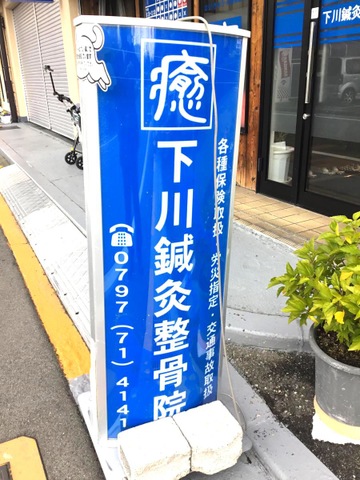 癒
下川鍼灸整骨院
各種保険取扱
労災指定・交通事故取扱
☎0797(71)4141
下川鍼灸